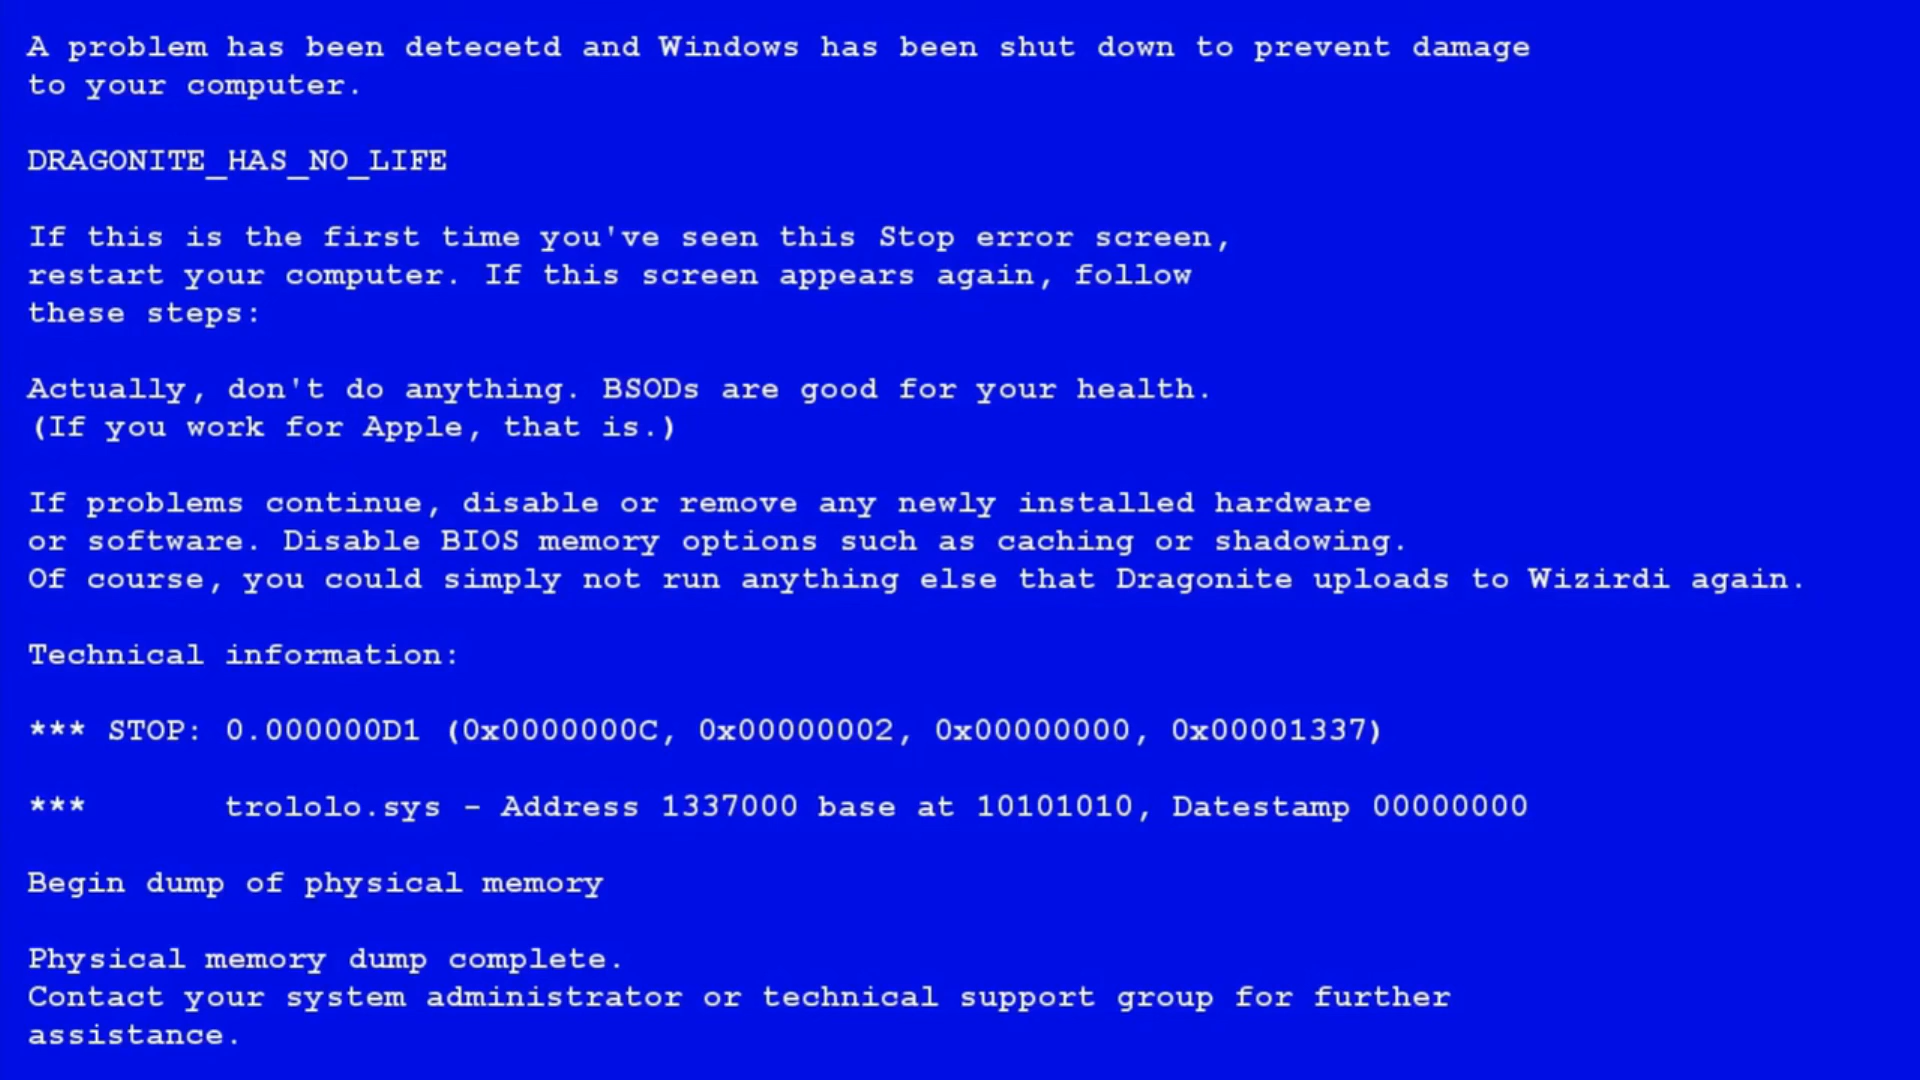 A problem has been detecetd and Windows has been shut down to prevent damage
to your computer.
DRAGONITE_HAS_NO_LIFE
If this is the first time you've seen this Stop error screen,
restart your computer. If this screen appears again, follow
these steps:
Actually, don't do anything. BSODs are good for your health.
(If you work for Apple, that is.)
If problems continue, disable or remove any newly installed hardware
or software. Disable BIOS memory options such as caching or shadowing.
Of course, you could simply not run anything else that Dragonite uploads to Wizirdi again.
Technical information:
*** STOP: 0.000000D1 (0x0000000C, 0x00000002, 0x00000000, 0x00001337)
*** trololo.sys - Address 1337000 base at 10101010, Datestamp 00000000
Begin dump of physical memory
Physical memory dump complete.
Contact your system administrator or technical support group for further
assistance.